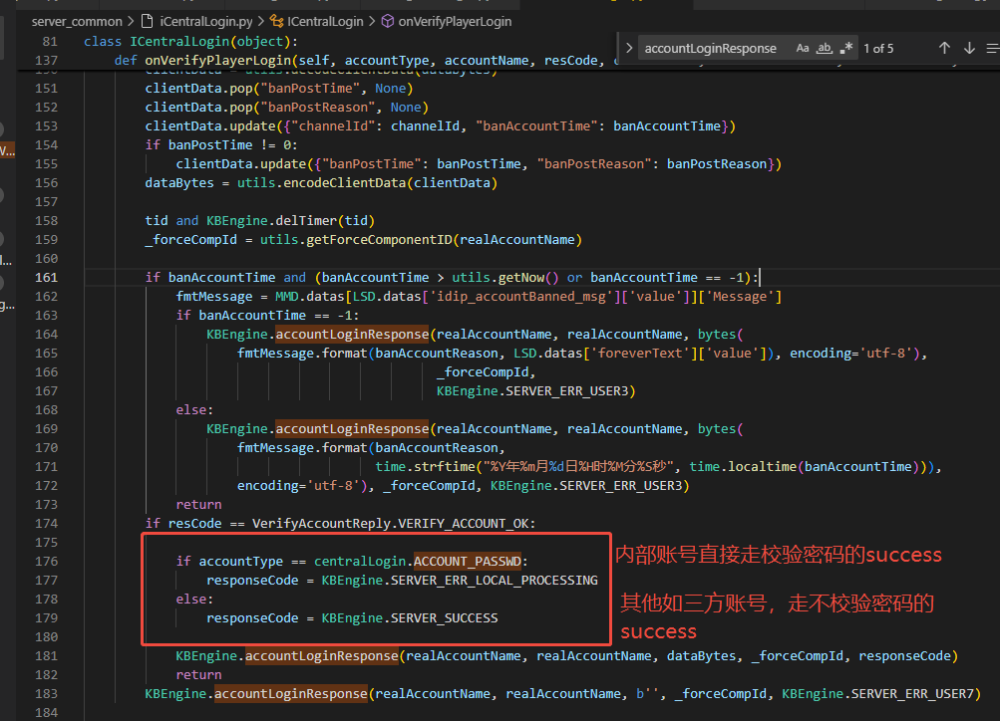 server_common > iCentralLogin.py > ICentralLogin > onVerifyPlayerLogin
accountLoginResponse Aa ab .* 1 of 5
81 class ICentralLogin(object):
137 def onVerifyPlayerLogin(self, accountType, accountName, resCode,
151 clientData.pop("banPostTime", None)
152 clientData.pop("banPostReason", None)
153 clientData.update({"channelId": channelId, "banAccountTime": banAccountTime})
154 if banPostTime != 0:
155 clientData.update({"banPostTime": banPostTime, "banPostReason": banPostReason})
156 dataBytes = utils.encodeClientData(clientData)
157
158 tid and KBEngine.delTimer(tid)
159 _forceCompId = utils.getForceComponentID(realAccountName)
160
161 if banAccountTime and (banAccountTime > utils.getNow() or banAccountTime == -1):
162 fmtMessage = MMD.datas[LSD.datas['idip_accountBanned_msg']['value']]['Message']
163 if banAccountTime == -1:
164 KBEngine.accountLoginResponse(realAccountName, realAccountName, bytes(
165 fmtMessage.format(banAccountReason, LSD.datas['foreverText']['value']), encoding='utf-8'),
166 _forceCompId,
167 KBEngine.SERVER_ERR_USER3)
168 else:
169 KBEngine.accountLoginResponse(realAccountName, realAccountName, bytes(
170 fmtMessage.format(banAccountReason,
171 time.strftime("%Y年%m月%d日%H时%M分%S秒", time.localtime(banAccountTime))),
172 encoding='utf-8'), _forceCompId, KBEngine.SERVER_ERR_USER3)
173 return
174 if resCode == VerifyAccountReply.VERIFY_ACCOUNT_OK:
175
176 if accountType == centralLogin.ACCOUNT_PASSWD:
177 responseCode = KBEngine.SERVER_ERR_LOCAL_PROCESSING
178 else:
179 responseCode = KBEngine.SERVER_SUCCESS
180
内部账号直接走校验密码的success
其他如三方账号，走不校验密码的
success
181 KBEngine.accountLoginResponse(realAccountName, realAccountName, dataBytes, _forceCompId, responseCode)
182 return
183 KBEngine.accountLoginResponse(realAccountName, realAccountName, b'', _forceCompId, KBEngine.SERVER_ERR_USER7)
184